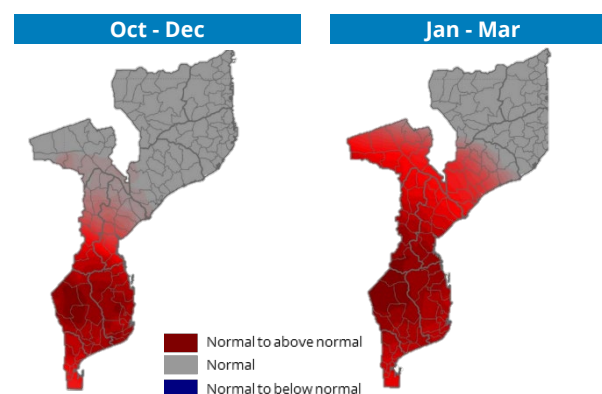 Oct - Dec
Jan - Mar
Normal to above normal
Normal
Normal to below normal